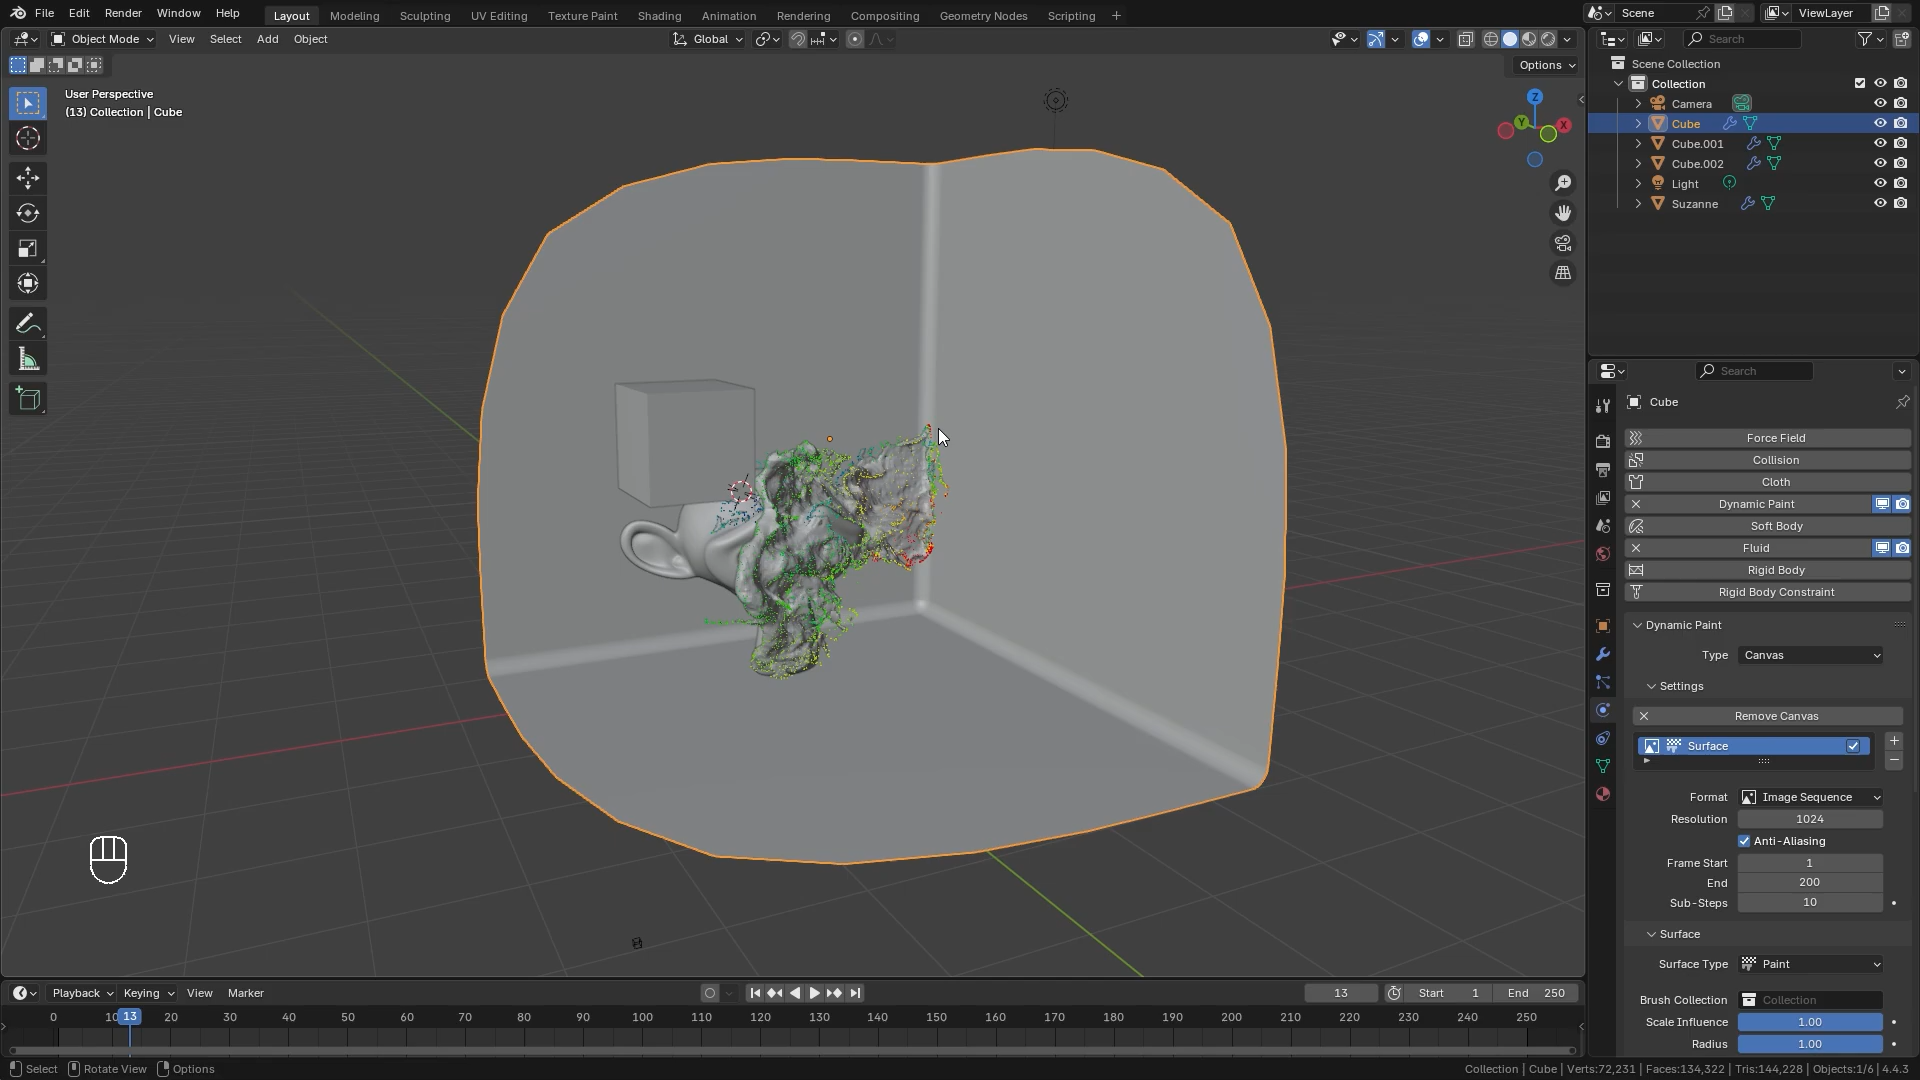 File Edit Render Window Help Layout Modeling Sculpting UV Editing Texture Paint Shading Animation Rendering Compositing Geometry Nodes Scripting + Scene ViewLayer
Object Mode View Select Add Object Global Search
Options
User Perspective
(13) Collection | Cube
Z
Y
X
Scene Collection
Collection
Camera
Cube
Cube.001
Cube.002
Light
Suzanne
Search
Cube
Force Field
Collision
Cloth
Dynamic Paint
Soft Body
Fluid
Rigid Body
Rigid Body Constraint
Dynamic Paint
Type Canvas
Settings
Remove Canvas
Surface
Format Image Sequence
Resolution 1024
Anti-Aliasing
Frame Start 1
End 200
Sub-Steps 10
Surface
Surface Type Paint
Brush Collection Collection
Scale Influence 1.00
Radius 1.00
Playback Keying View Marker 13 Start 1 End 250
0 10 13 20 30 40 50 60 70 80 90 100 110 120 130 140 150 160 170 180 190 200 210 220 230 240 250
Select Rotate View Options Collection | Cube | Verts:72,231 | Faces:134,322 | Tris:144,228 | Objects:1/6 | 4.4.3